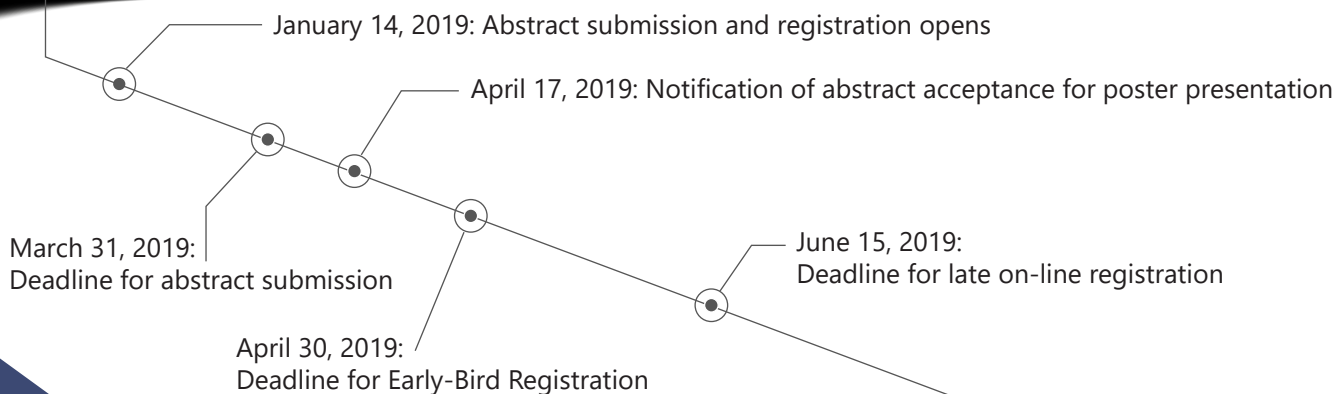 January 14, 2019: Abstract submission and registration opens
April 17, 2019: Notification of abstract acceptance for poster presentation
March 31, 2019:
Deadline for abstract submission
June 15, 2019:
Deadline for late on-line registration
April 30, 2019:
Deadline for Early-Bird Registration